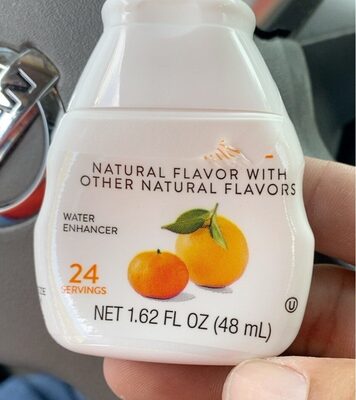 NATURAL FLAVOR WITH
OTHER NATURAL FLAVORS
WATER
ENHANCER
24
SERVINGS
NET 1.62 FL OZ (48 mL)
U